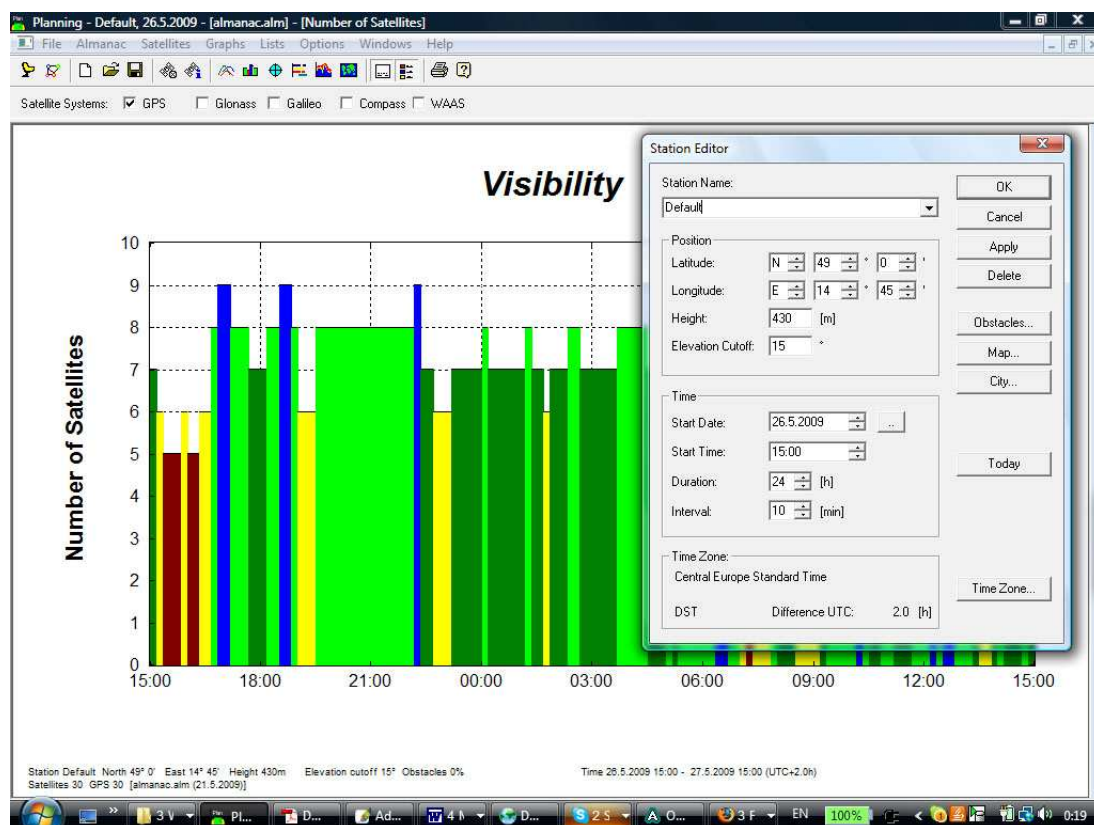 Planning - Default, 26.5.2009 - [almanac.alm] - [Number of Satellites]
File Almanac Satellites Graphs Lists Options Windows Help
Satellite Systems: GPS Glonass Galileo Compass WAAS
Visibility
Number of Satellites
10
9
8
7
6
5
4
3
2
1
0
15:00 18:00 21:00 00:00 03:00 06:00 09:00 12:00 15:00
Station Editor
Station Name:
Default
OK
Cancel
Apply
Delete
Position
Latitude: N 49 ° 0 '
Longitude: E 14 ° 45 '
Height: 430 [m]
Elevation Cutoff: 15 °
Obstacles...
Map...
City...
Time
Start Date: 26.5.2009 ..
Start Time: 15:00
Duration: 24 [h]
Interval: 10 [min]
Today
Time Zone:
Central Europe Standard Time
DST Difference UTC: 2.0 [h]
Time Zone...
Station Default North 49° 0' East 14° 45' Height 430m Elevation cutoff 15° Obstacles 0% Time 26.5.2009 15:00 - 27.5.2009 15:00 (UTC+2.0h)
Satellites 30 GPS 30 [almanac.alm (21.5.2009)]
3 Pl... D... Ad... 4 D... 2 S O... 3 F EN 100% 0:19